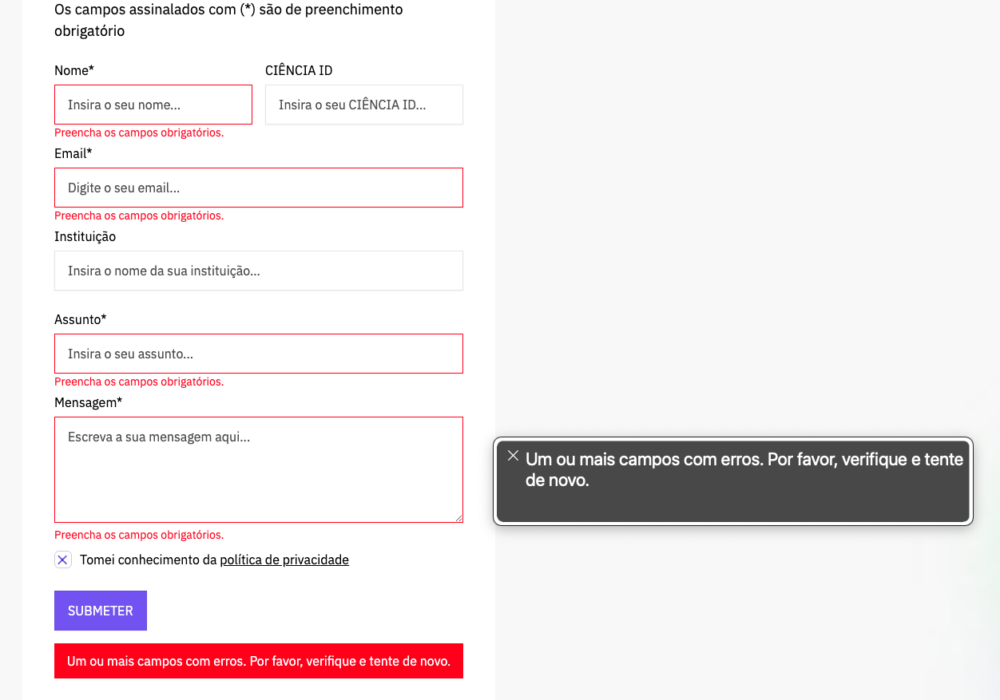 Os campos assinalados com (*) são de preenchimento
obrigatório
Nome*
CIÊNCIA ID
Insira o seu nome...
Insira o seu CIÊNCIA ID...
Preencha os campos obrigatórios.
Email*
Digite o seu email...
Preencha os campos obrigatórios.
Instituição
Insira o nome da sua instituição...
Assunto*
Insira o seu assunto...
Preencha os campos obrigatórios.
Mensagem*
Escreva a sua mensagem aqui...
Preencha os campos obrigatórios.
Tomei conhecimento da política de privacidade
SUBMETER
Um ou mais campos com erros. Por favor, verifique e tente de novo.
Um ou mais campos com erros. Por favor, verifique e tente
de novo.